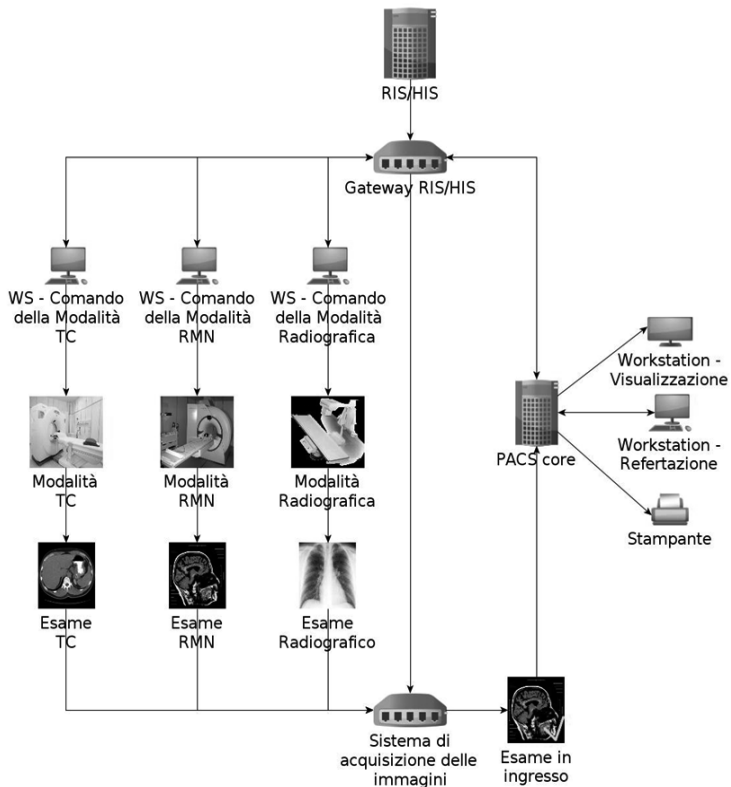 RIS/HIS
Gateway RIS/HIS
WS - Comando
della Modalità
TC
WS - Comando
della Modalità
RMN
WS - Comando
della Modalità
Radiografica
Workstation -
Visualizzazione
Workstation -
Refertazione
PACS core
Stampante
Modalità
TC
Modalità
RMN
Modalità
Radiografica
Esame
TC
Esame
RMN
Esame
Radiografico
Sistema di
acquisizione delle
immagini
Esame in
ingresso